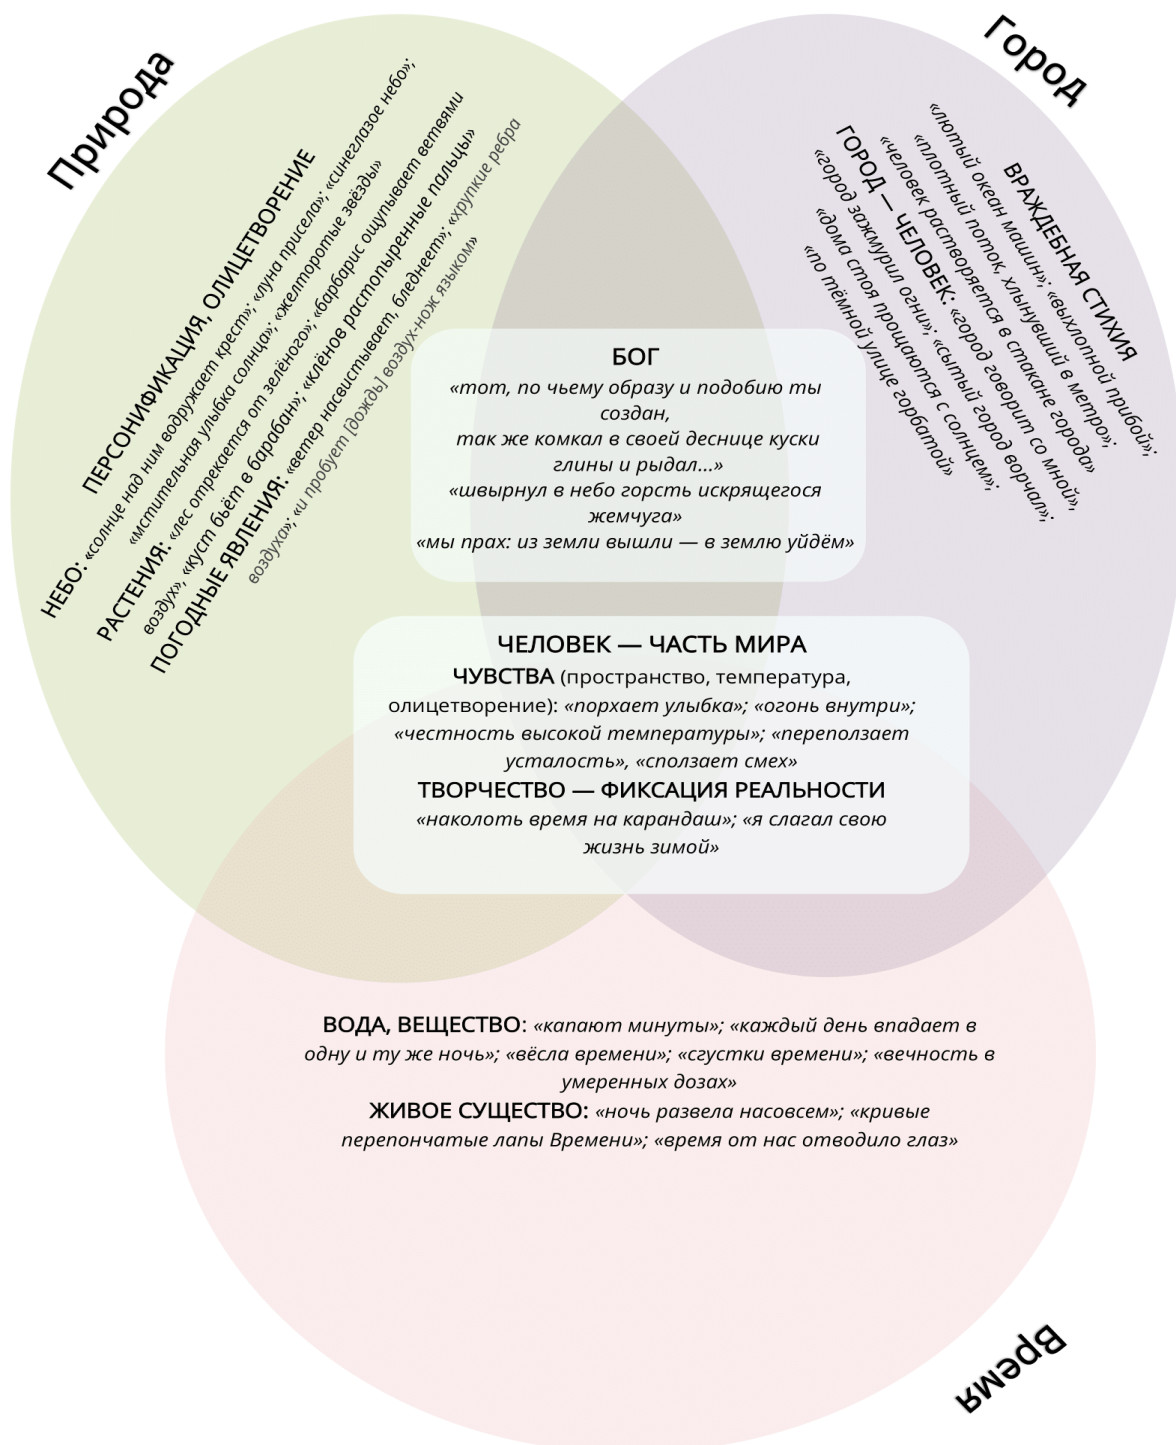 Природа
ПЕРСОНИФИКАЦИЯ, ОЛИЦЕТВОРЕНИЕ
НЕБО: «солнце над ним водружает крест»; «луна присела»; «синеглазое небо»;
«мстительная улыбка солнца»; «желторотые звёзды»
РАСТЕНИЯ: «лес отрекается от зелёного»; «барбарис ощупывает ветвями
воздух», «куст бьёт в барабан»; «клёнов растопыренные пальцы»
ПОГОДНЫЕ ЯВЛЕНИЯ: «ветер насвистывает, бледнеет»; «хрупкие ребра
воздуха»; «и пробует [дождь] воздух-нож языком»
Город
ВРАЖДЕБНАЯ СТИХИЯ
«лютый океан машин»; «выхлопной прибой»;
«плотный поток, хлынувший в метро»;
«человек растворяется в стакане города»
ГОРОД — ЧЕЛОВЕК: «город говорит со мной»,
«город зажмурил огни»; «сытый город ворчал»;
«дома стоя прощаются с солнцем»;
«по тёмной улице горбатой»
БОГ
«тот, по чьему образу и подобию ты
создан,
так же комкал в своей деснице куски
глины и рыдал...»
«швырнул в небо горсть искрящегося
жемчуга»
«мы прах: из земли вышли — в землю уйдём»
ЧЕЛОВЕК — ЧАСТЬ МИРА
ЧУВСТВА (пространство, температура,
олицетворение): «порхает улыбка»; «огонь внутри»;
«честность высокой температуры»; «переползает
усталость», «сползает смех»
ТВОРЧЕСТВО — ФИКСАЦИЯ РЕАЛЬНОСТИ
«наколоть время на карандаш»; «я слагал свою
жизнь зимой»
ВОДА, ВЕЩЕСТВО: «капают минуты»; «каждый день впадает в
одну и ту же ночь»; «вёсла времени»; «сгустки времени»; «вечность в
умеренных дозах»
ЖИВОЕ СУЩЕСТВО: «ночь развела насовсем»; «кривые
перепончатые лапы Времени»; «время от нас отводило глаз»
Время